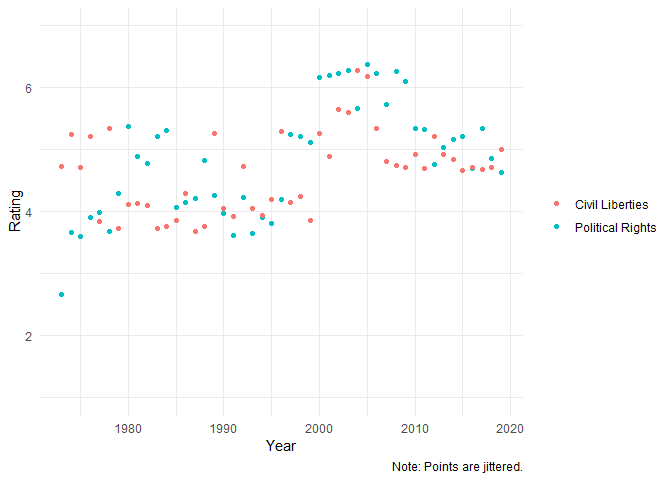 Rating
6
4
2
1980
1990
2000
2010
2020
Year
Civil Liberties
Political Rights
Note: Points are jittered.